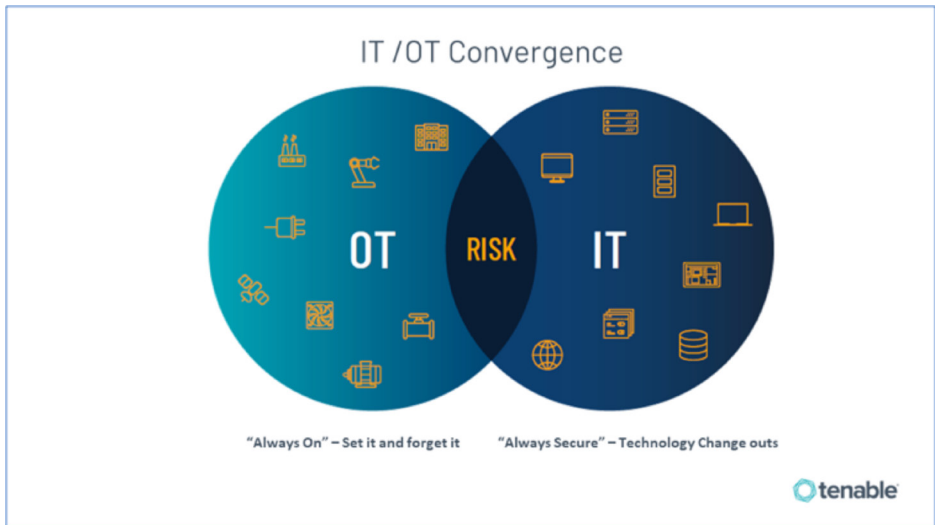 IT /OT Convergence
OT
RISK
IT
“Always On” – Set it and forget it
“Always Secure” – Technology Change outs
tenable